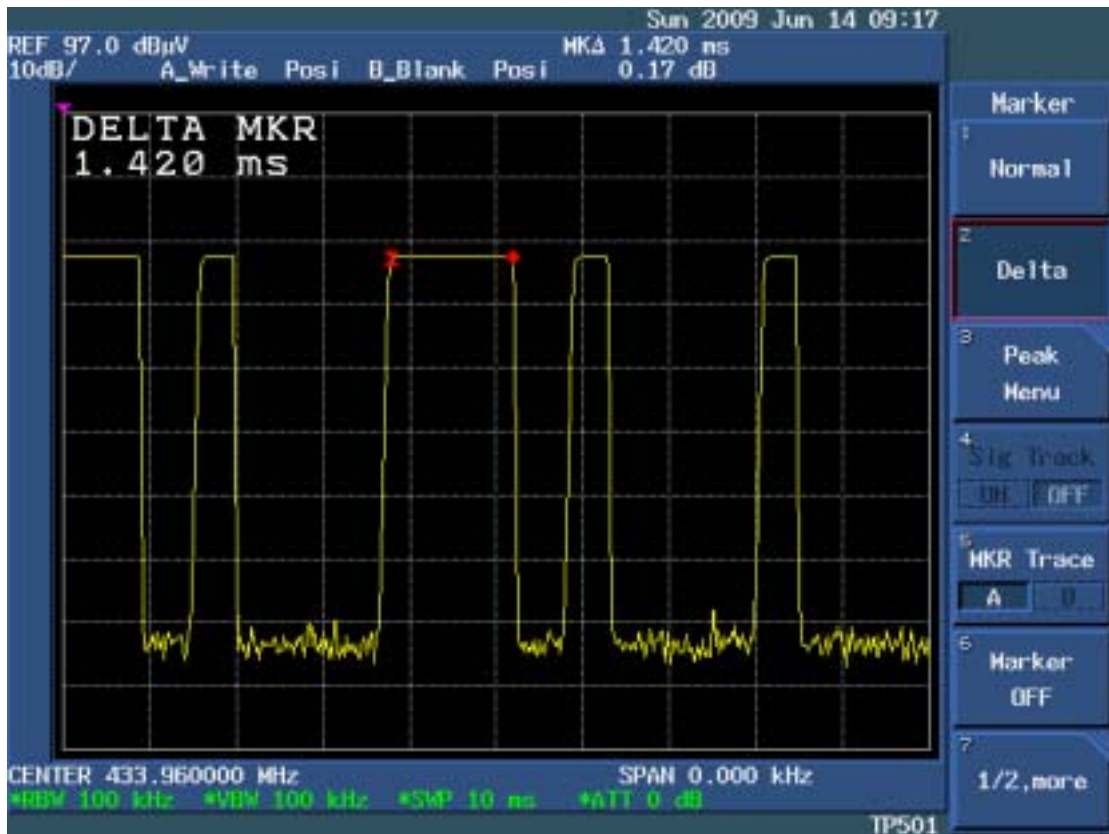 Sun 2009 Jun 14 09:17
REF 97.0 dBµV
MKΔ 1.420 ms
10dB/ A_Write Posi B_Blank Posi 0.17 dB
DELTA MKR
1.420 ms
Marker
1
Normal
2
Delta
3
Peak
Menu
4
Sig Track
ON OFF
5
MKR Trace
A B
6
Marker
OFF
7
1/2,more
2
CENTER 433.960000 MHz
SPAN 0.000 kHz
*RBW 100 kHz *VBW 100 kHz *SWP 10 ms *ATT 0 dB
TP501